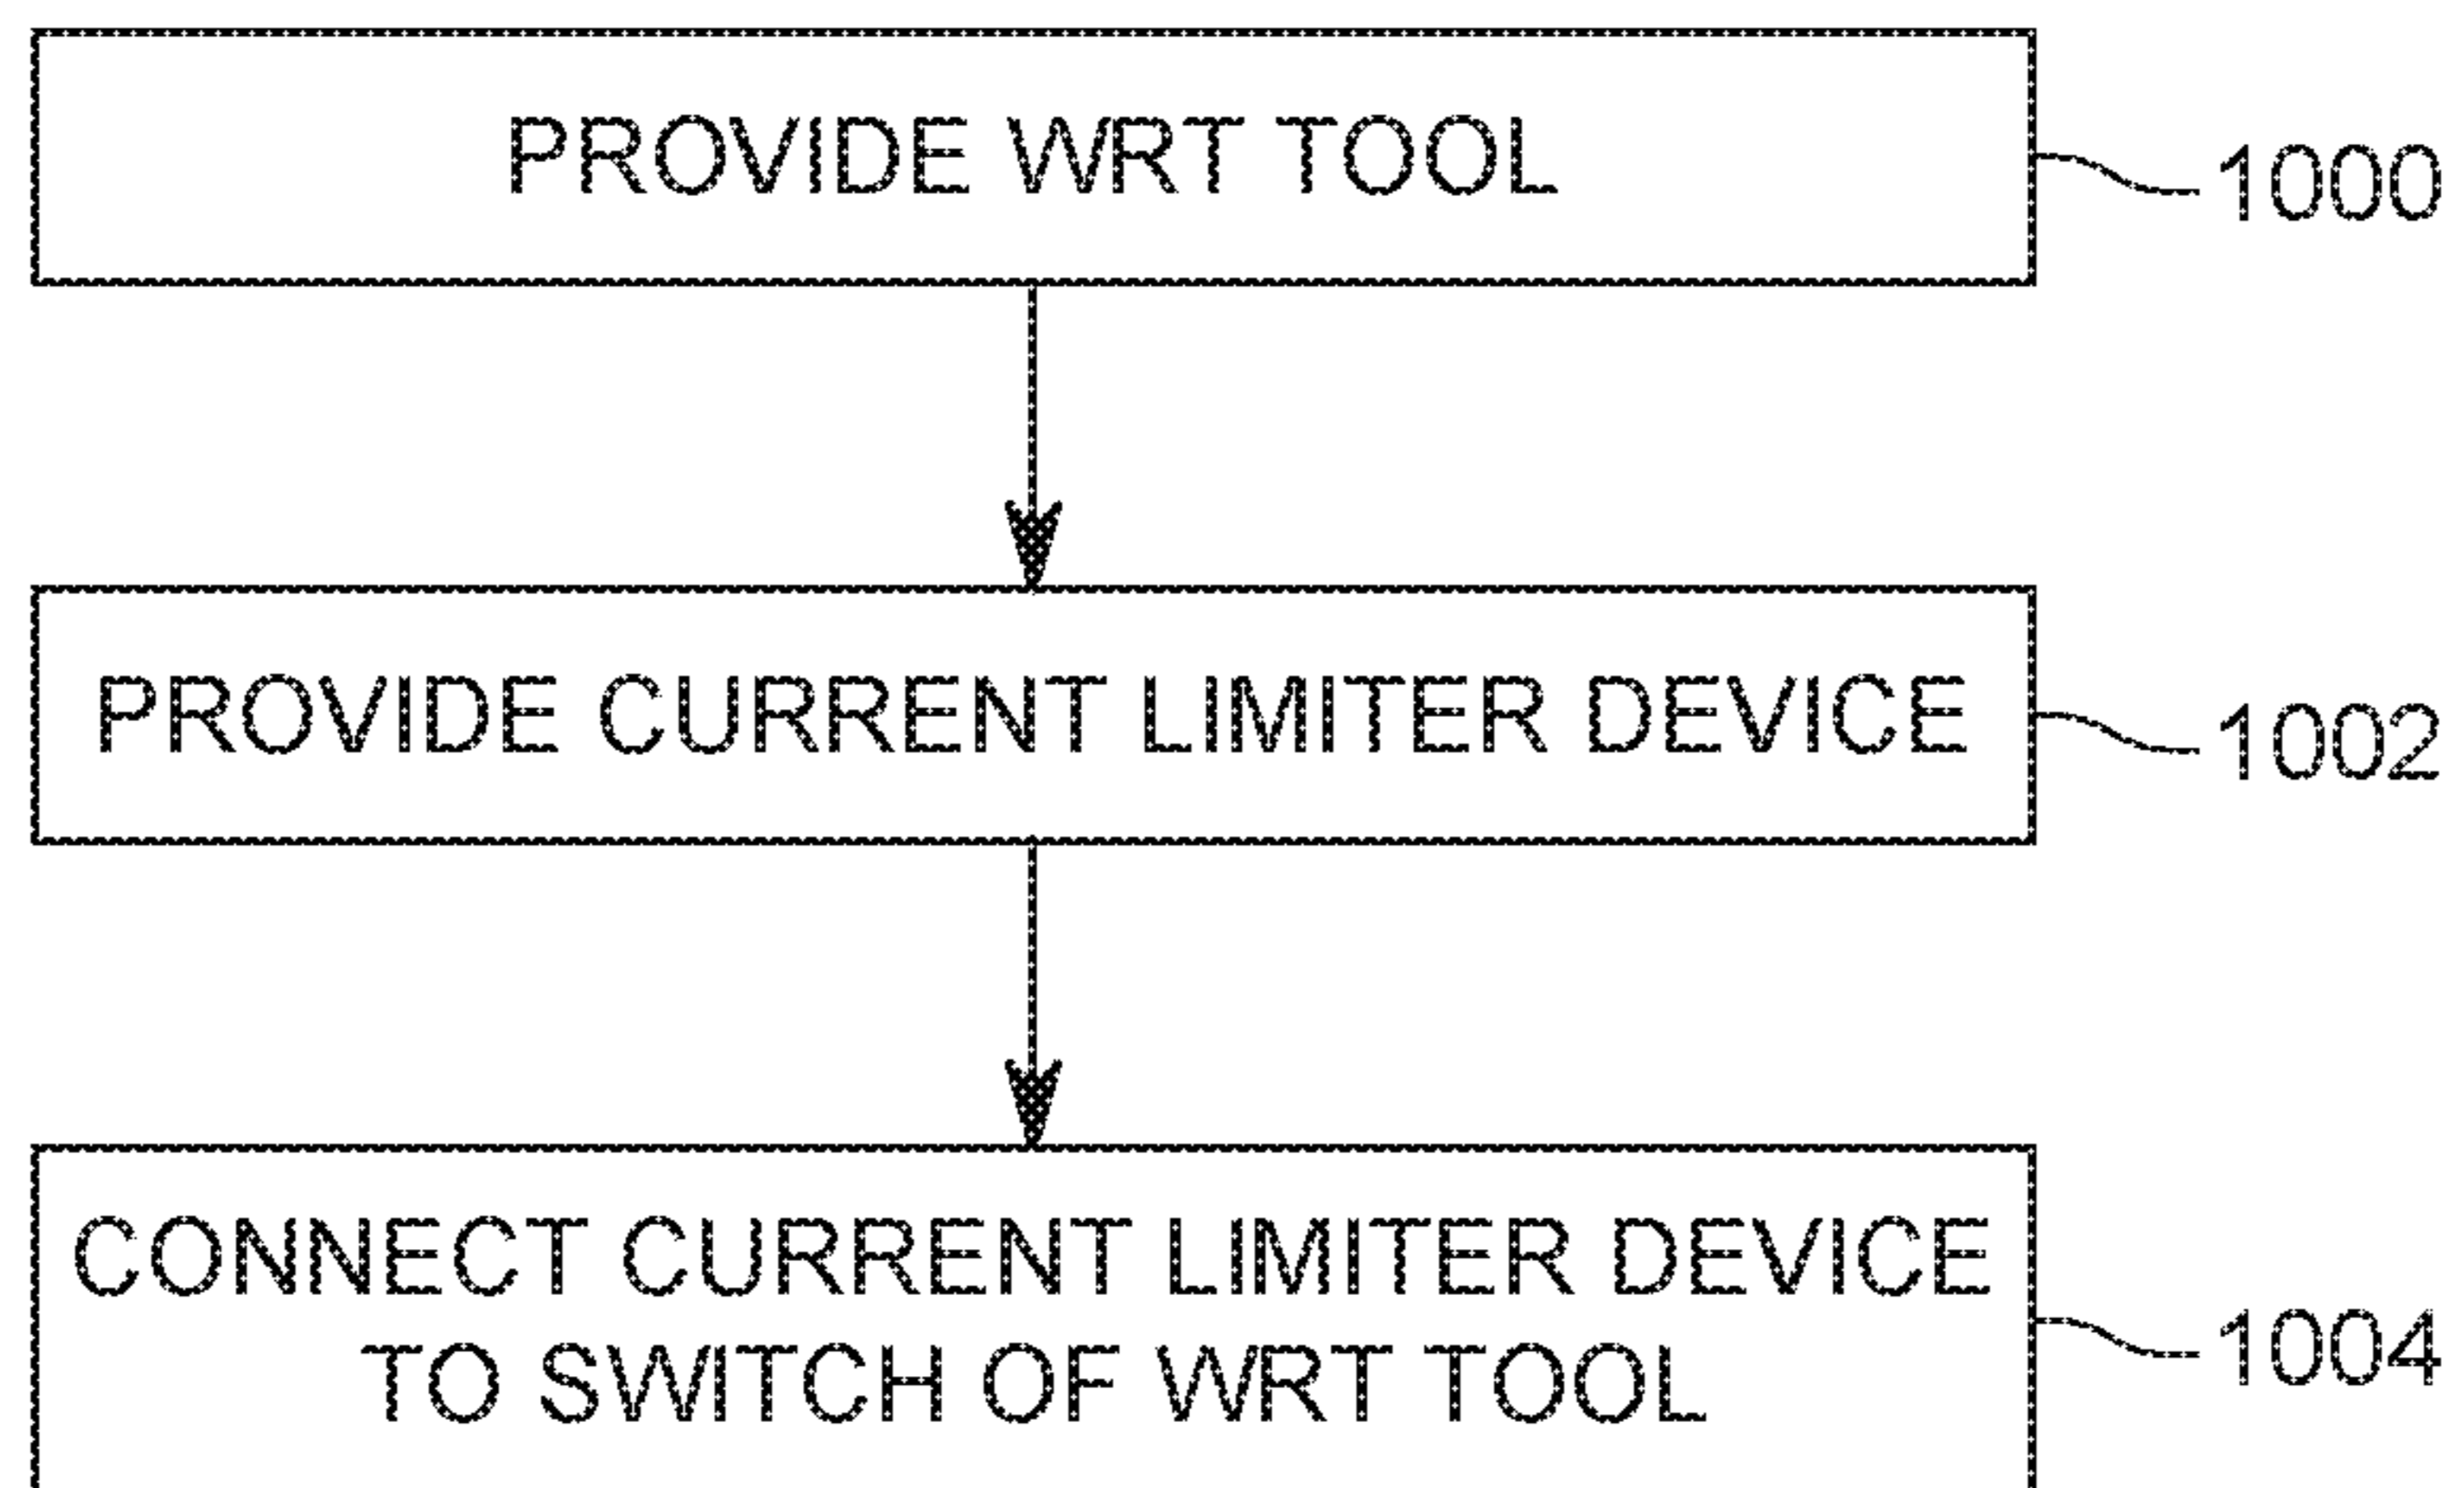 PROVIDE WRT TOOL
1000
PROVIDE CURRENT LIMITER DEVICE
1002
CONNECT CURRENT LIMITER DEVICE
TO SWITCH OF WRT TOOL
1004